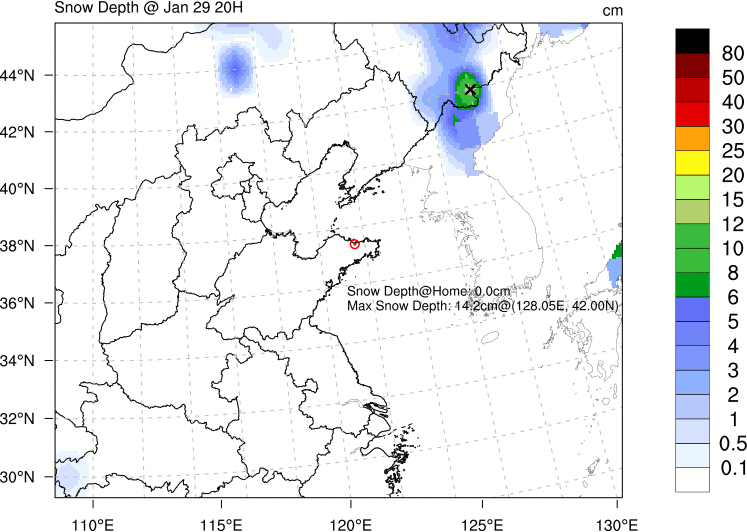 Snow Depth @ Jan 29 20H
cm
80
50
40
30
25
20
15
12
10
8
6
5
4
3
2
1
0.5
0.1
44°N
42°N
40°N
38°N
36°N
34°N
32°N
30°N
Snow Depth@Home: 0.0cm
Max Snow Depth: 14.2cm@(128.05E, 42.00N)
110°E
115°E
120°E
125°E
130°E